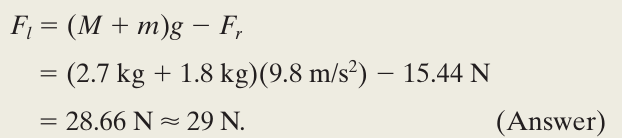 F_l = (M + m)g − F_r
= (2.7 kg + 1.8 kg)(9.8 m/s²) − 15.44 N
= 28.66 N ≈ 29 N. (Answer)